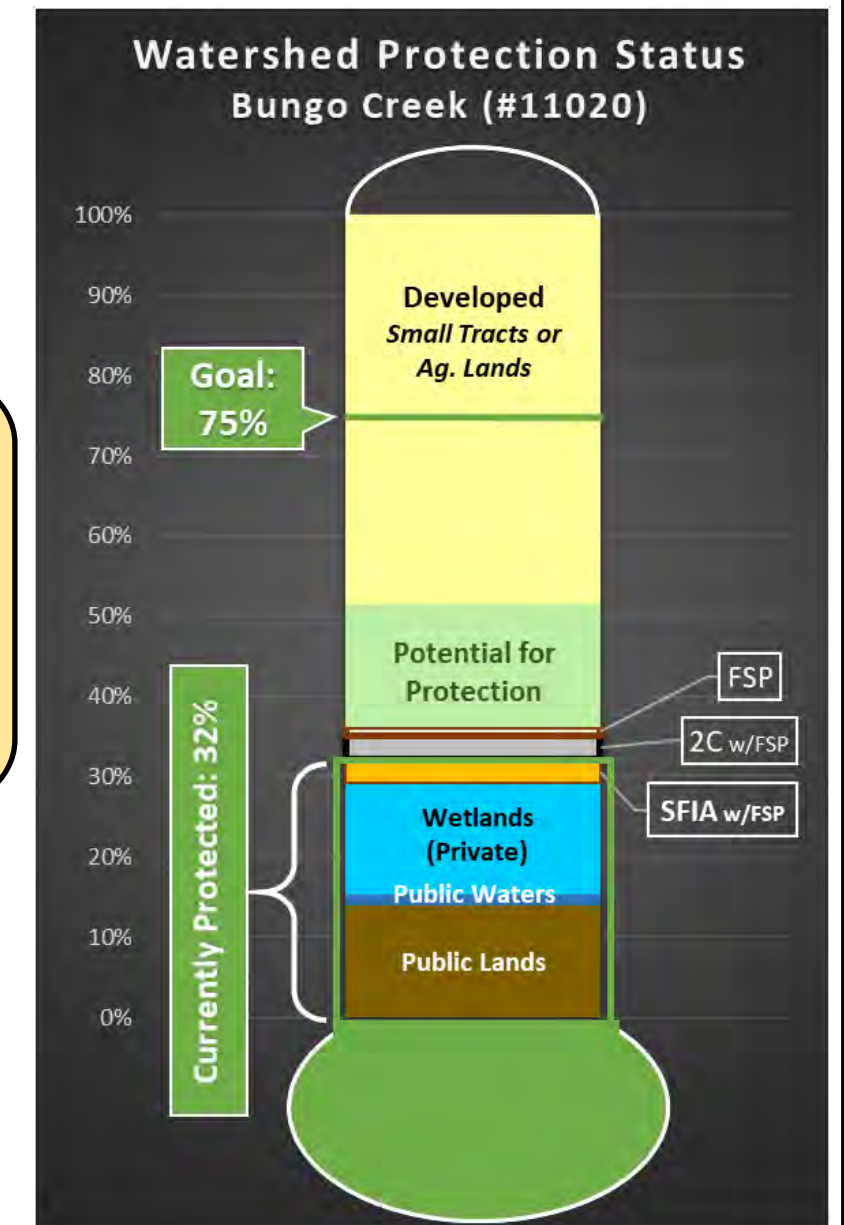 Watershed Protection Status
Bungo Creek (#11020)
100%
90%
80%
70%
60%
50%
40%
30%
20%
10%
0%
Goal:
75%
Currently Protected: 32%
Developed
Small Tracts or
Ag. Lands
Potential for
Protection
FSP
2C w/FSP
SFIA w/FSP
Wetlands
(Private)
Public Waters
Public Lands